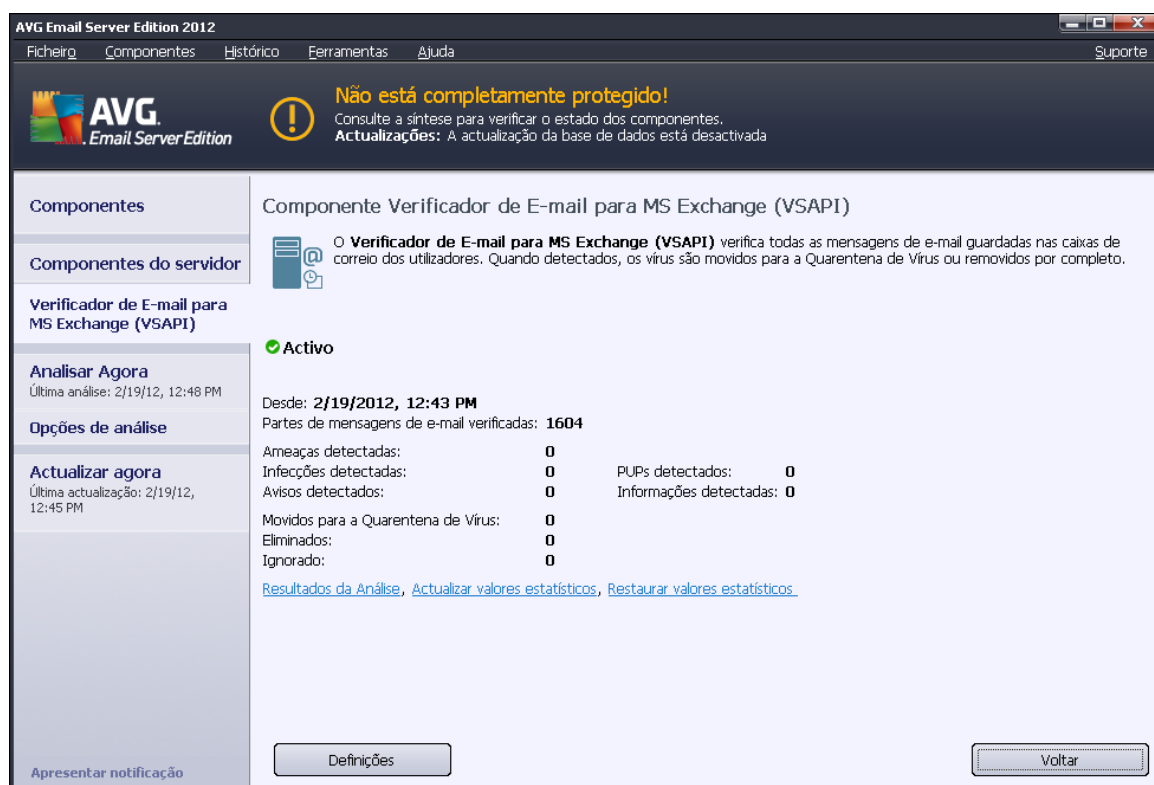 AVG Email Server Edition 2012
Ficheiro Componentes Histórico Ferramentas Ajuda Suporte
AVG.
Email Server Edition
Não está completamente protegido!
Consulte a síntese para verificar o estado dos componentes.
Actualizações: A actualização da base de dados está desactivada
Componentes
Componentes do servidor
Verificador de E-mail para
MS Exchange (VSAPI)
Analisar Agora
Última análise: 2/19/12, 12:48 PM
Opções de análise
Actualizar agora
Última actualização: 2/19/12,
12:45 PM
Apresentar notificação
Componente Verificador de E-mail para MS Exchange (VSAPI)
O Verificador de E-mail para MS Exchange (VSAPI) verifica todas as mensagens de e-mail guardadas nas caixas de
correio dos utilizadores. Quando detectados, os vírus são movidos para a Quarentena de Vírus ou removidos por completo.
Activo
Desde: 2/19/2012, 12:43 PM
Partes de mensagens de e-mail verificadas: 1604
Ameaças detectadas: 0
Infecções detectadas: 0 PUPs detectados: 0
Avisos detectados: 0 Informações detectadas: 0
Movidos para a Quarentena de Vírus: 0
Eliminados: 0
Ignorado: 0
Resultados da Análise, Actualizar valores estatísticos, Restaurar valores estatísticos
Definições Voltar